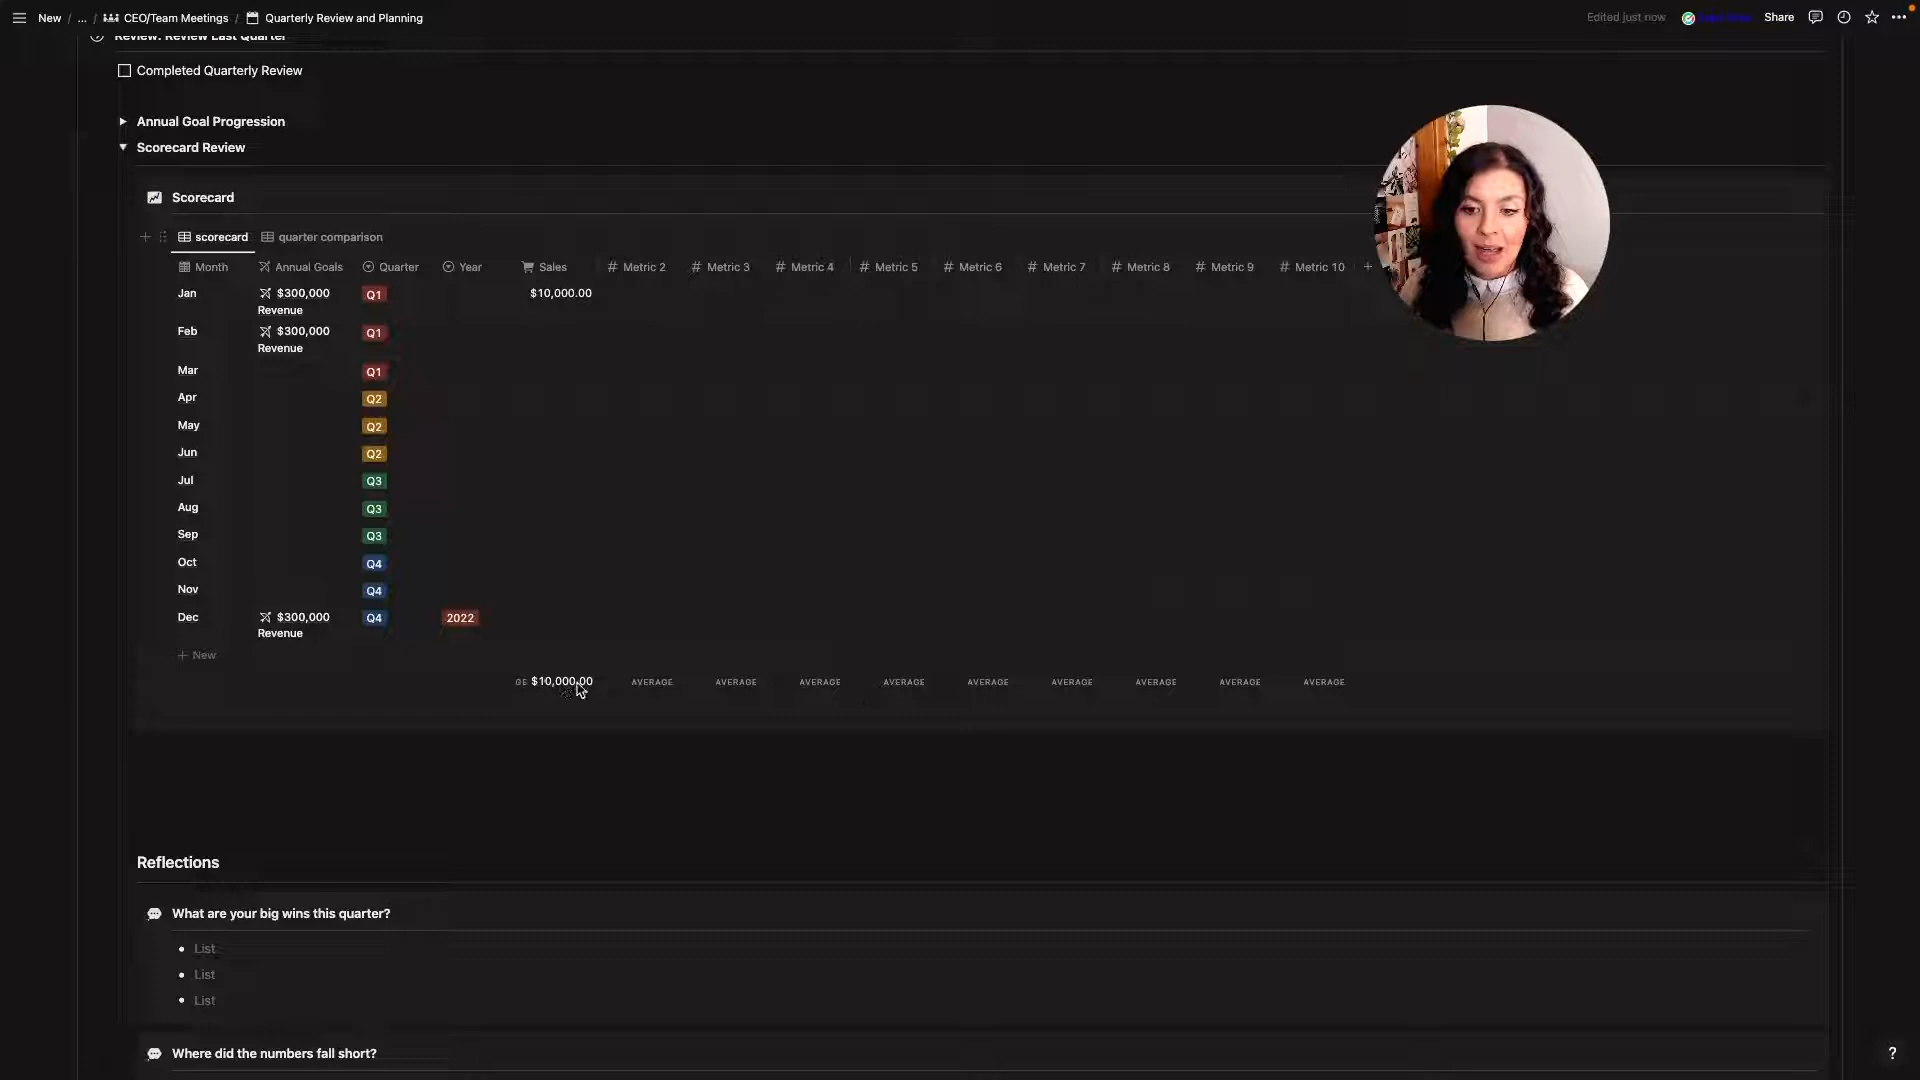 New / ... / CEO/Team Meetings / Quarterly Review and Planning
Edited just now Share
Review: Review Last Quarter
Completed Quarterly Review
Annual Goal Progression
Scorecard Review
Scorecard
scorecard quarter comparison
Month Annual Goals Quarter Year Sales # Metric 2 # Metric 3 # Metric 4 # Metric 5 # Metric 6 # Metric 7 # Metric 8 # Metric 9 # Metric 10 +
Jan $300,000 Q1 $10,000.00
Revenue
Feb $300,000 Q1
Revenue
Mar Q1
Apr Q2
May Q2
Jun Q2
Jul Q3
Aug Q3
Sep Q3
Oct Q4
Nov Q4
Dec $300,000 Q4 2022
Revenue
+ New
GE $10,000.00 AVERAGE AVERAGE AVERAGE AVERAGE AVERAGE AVERAGE AVERAGE AVERAGE AVERAGE
Reflections
What are your big wins this quarter?
• List
• List
• List
Where did the numbers fall short?
?